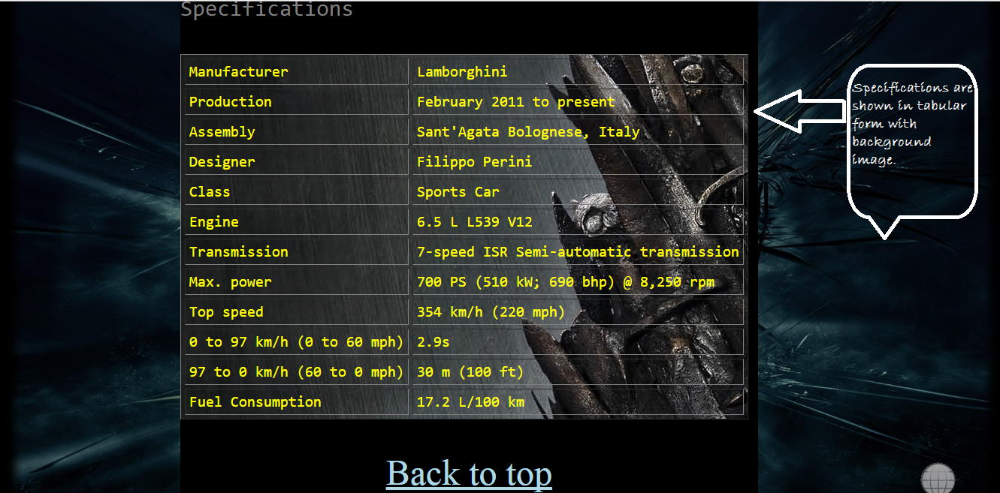 Specifications
Manufacturer Lamborghini
Production February 2011 to present
Assembly Sant'Agata Bolognese, Italy
Designer Filippo Perini
Class Sports Car
Engine 6.5 L L539 V12
Transmission 7-speed ISR Semi-automatic transmission
Max. power 700 PS (510 kW; 690 bhp) @ 8,250 rpm
Top speed 354 km/h (220 mph)
0 to 97 km/h (0 to 60 mph) 2.9s
97 to 0 km/h (60 to 0 mph) 30 m (100 ft)
Fuel Consumption 17.2 L/100 km
Back to top
Specifications are
shown in tabular
form with
background
image.